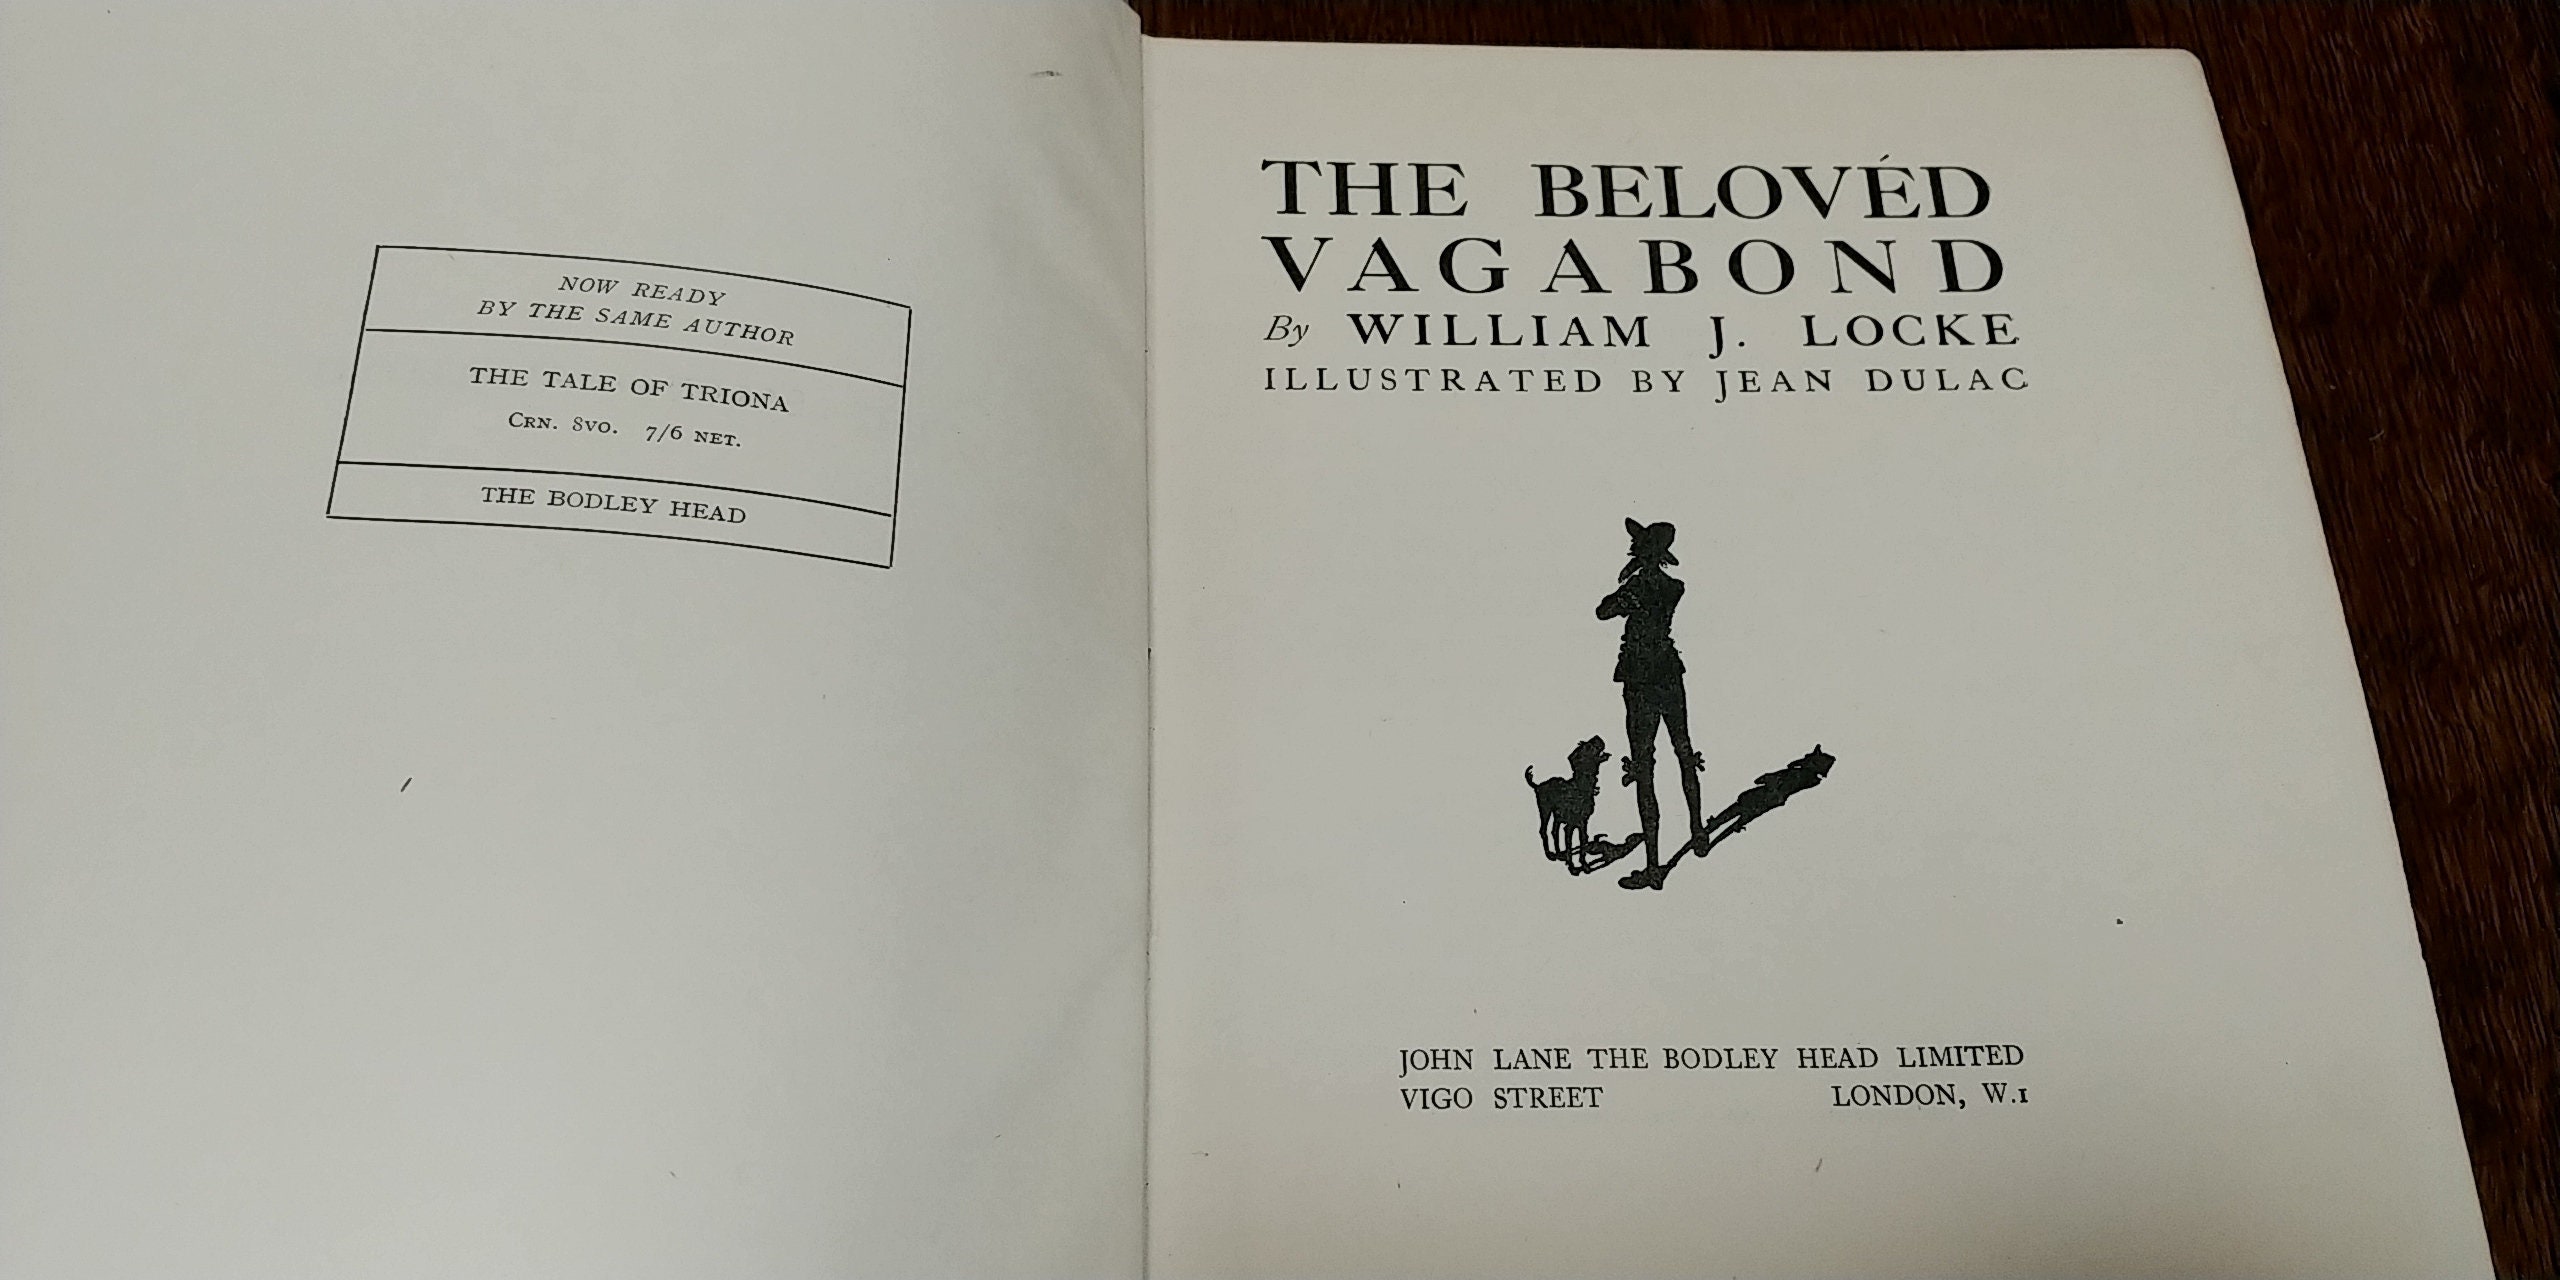 NOW READY
BY THE SAME AUTHOR
THE TALE OF TRIONA
CRN. 8VO. 7/6 NET.
THE BODLEY HEAD
THE BELOVÉD
VAGABOND
By WILLIAM J. LOCKE
ILLUSTRATED BY JEAN DULAC
JOHN LANE THE BODLEY HEAD LIMITED
VIGO STREET LONDON, W.1